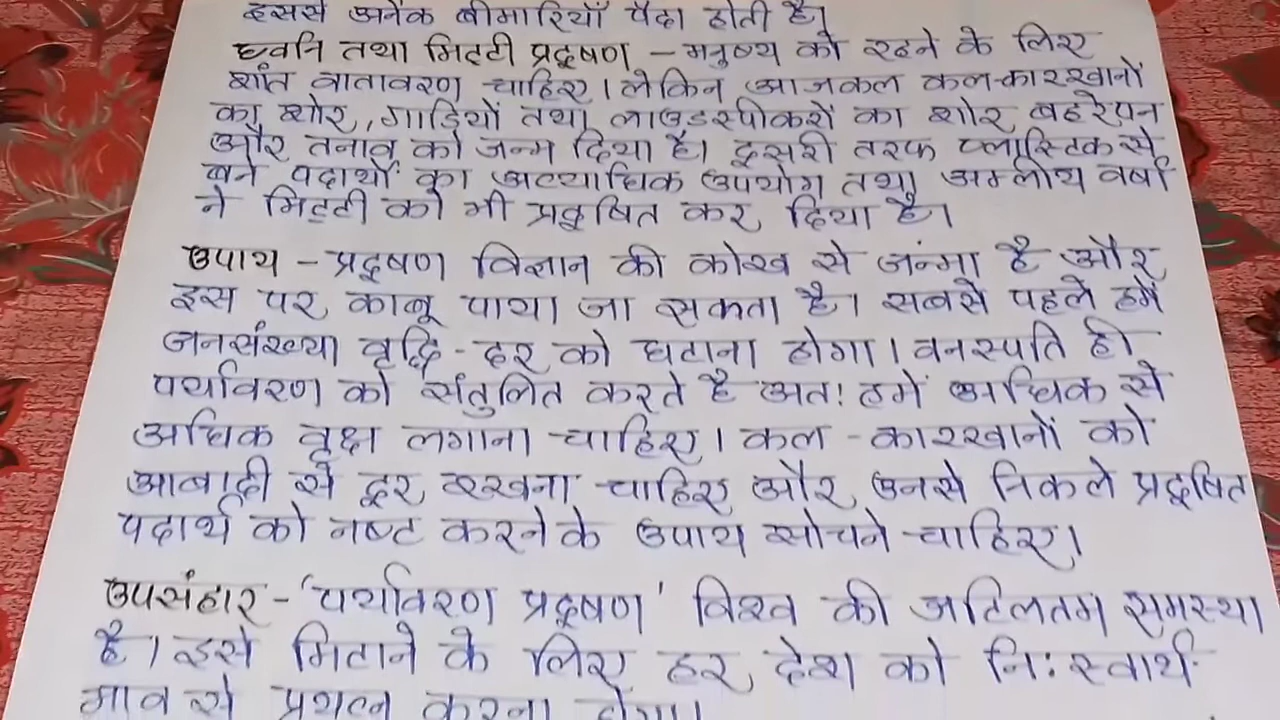 इससे अनेक बीमारियाँ पैदा होती है।
ध्वनि तथा मिट्टी प्रदूषण – मनुष्य को रहने के लिए
शांत वातावरण चाहिए। लेकिन आजकल कल-कारखानों
का शोर, गाडियों तथा लाउडस्पीकरों का शोर बहरेपन
और तनाव को जन्म दिया है। दूसरी तरफ प्लास्टिक से
बने पदार्थो का अत्याधिक उपयोग तथा अम्लीय वर्षा
ने मिट्टी को भी प्रदूषित कर दिया है।
उपाय – प्रदूषण विज्ञान की कोख से जंन्मा है और
इस पर काबू पाया जा सकता है। सबसे पहले हमें
जनसंख्या वृद्धि - दर को घटाना होगा। वनस्पति ही
पर्यावरण को संतुलित करते है अत! हमें अधिक से
अधिक वृक्ष लगाना चाहिए। कल - कारखानों को
आबादी से दूर रखना चाहिए और उनसे निकले प्रदूषित
पदार्थ को नष्ट करने के उपाय सोचने चाहिए।
उपसंहार - 'पर्यावरण प्रदूषण' विश्व की जटिलतम समस्या
है। इसे मिटाने के लिए हर देश को नि:स्वार्थ
भाव से प्रयत्न करना होगा।